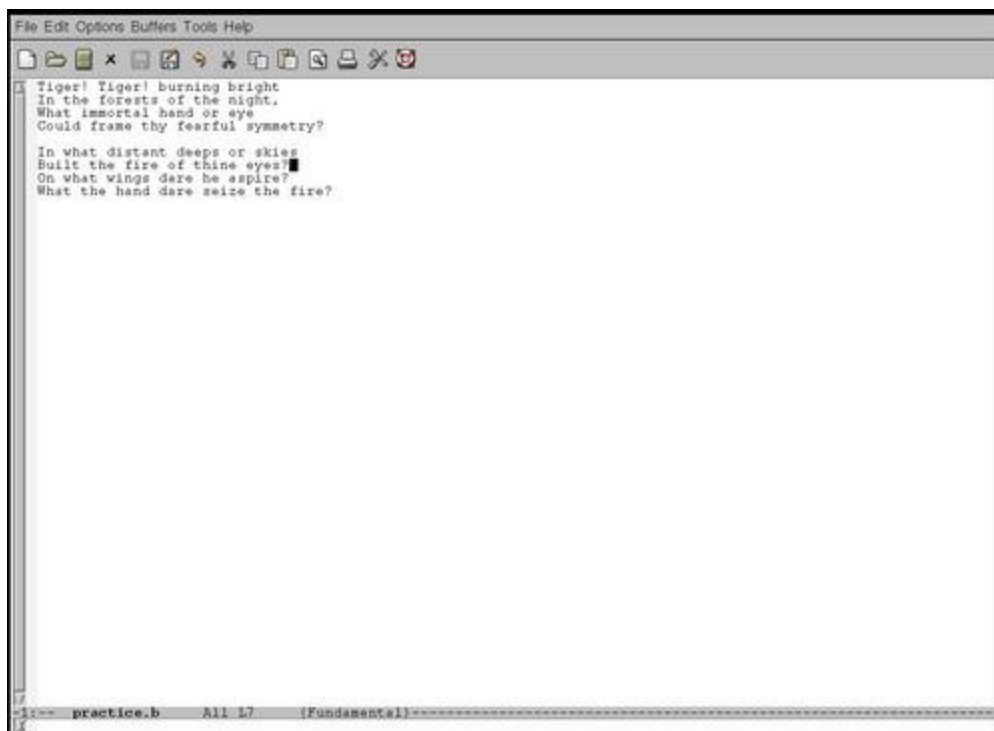 File Edit Options Buffers Tools Help
Tiger! Tiger! burning bright
In the forests of the night,
What immortal hand or eye
Could frame thy fearful symmetry?
In what distant deeps or skies
Built the fire of thine eyes?
On what wings dare he aspire?
What the hand dare seize the fire?
-1:-- practice.b All L7 (Fundamental)--------------------------------------------------